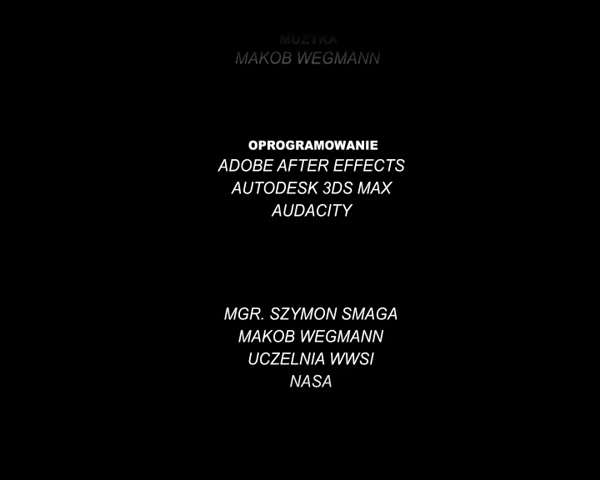 MUZYKA
MAKOB WEGMANN
OPROGRAMOWANIE
ADOBE AFTER EFFECTS
AUTODESK 3DS MAX
AUDACITY
MGR. SZYMON SMAGA
MAKOB WEGMANN
UCZELNIA WWSI
NASA